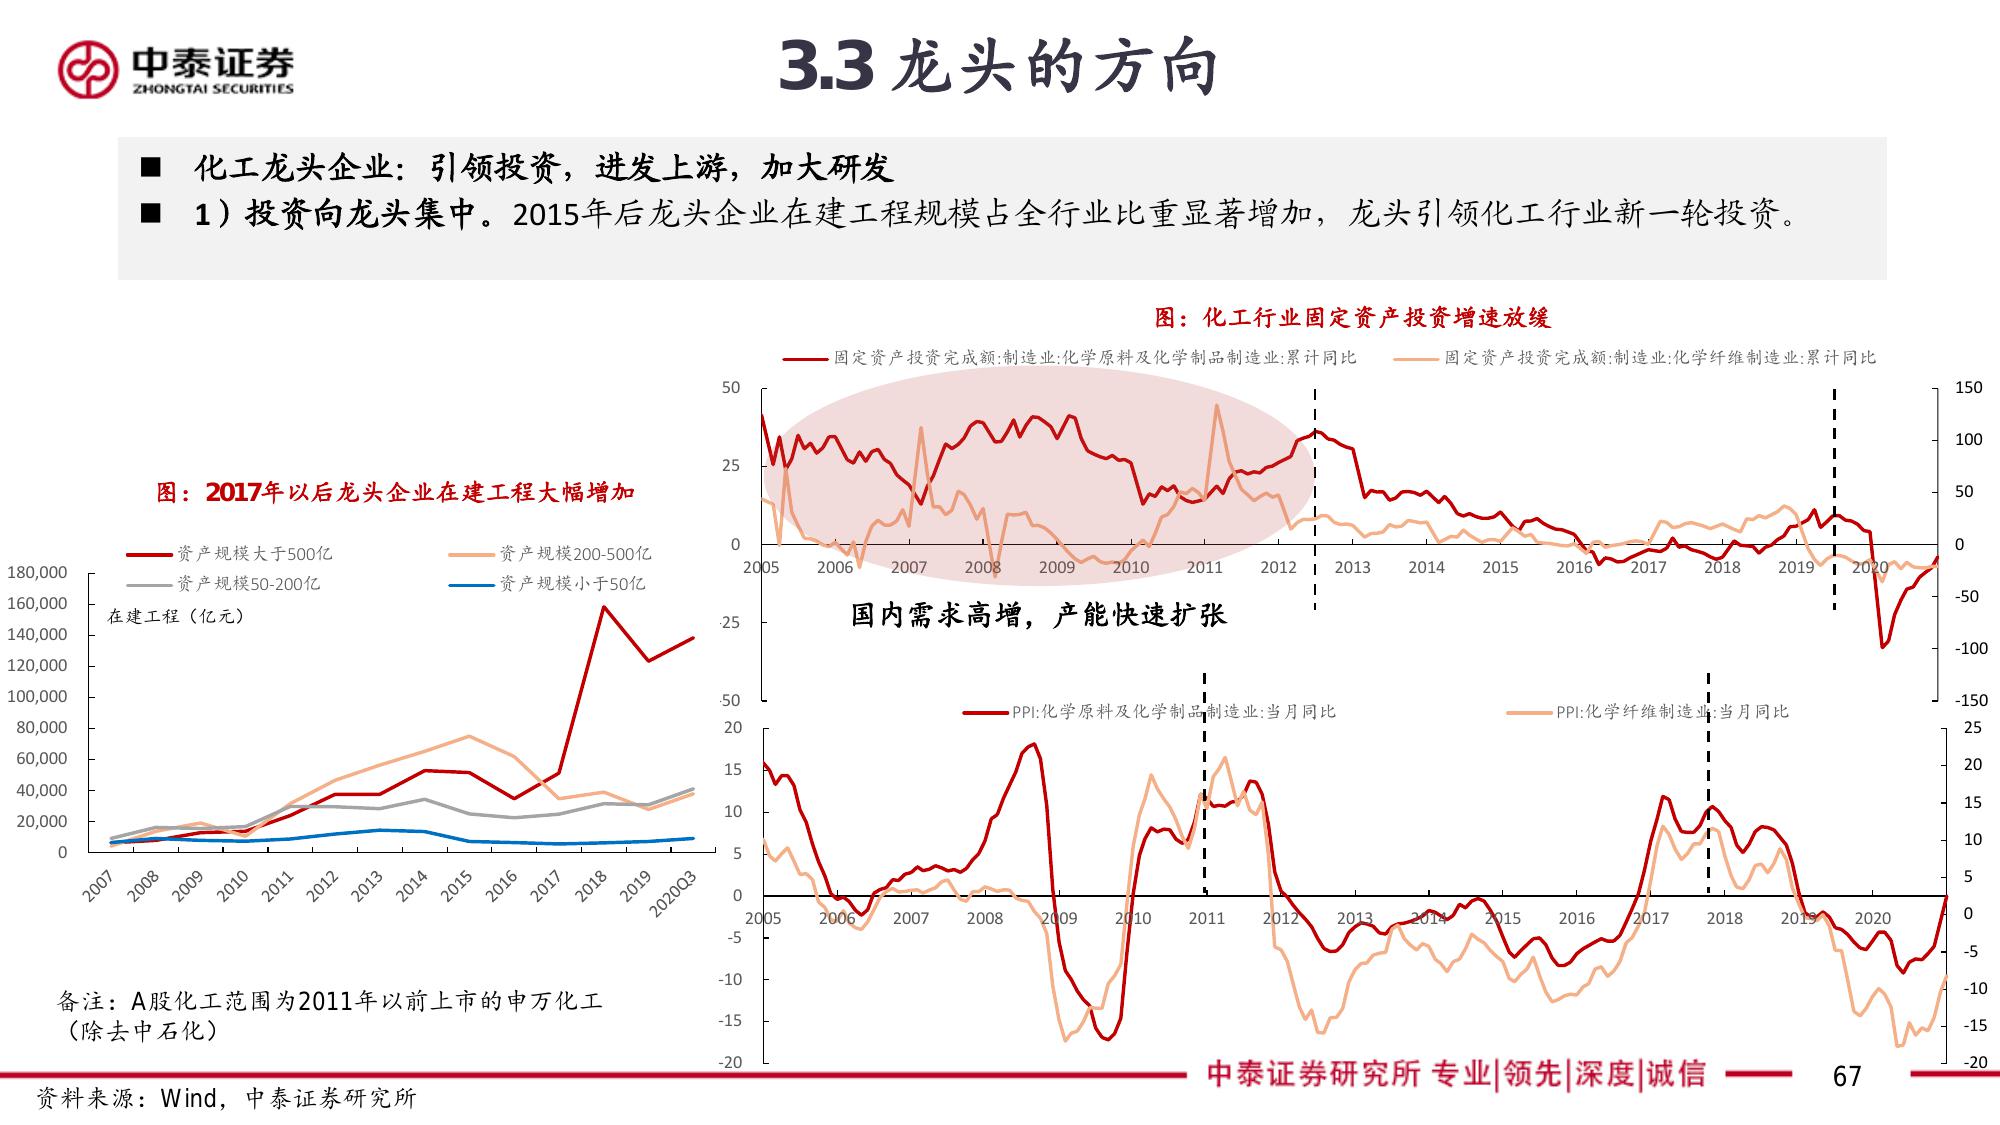 中泰证券
ZHONGTAI SECURITIES
3.3 龙头的方向
■ 化工龙头企业：引领投资，进发上游，加大研发
■ 1）投资向龙头集中。2015年后龙头企业在建工程规模占全行业比重显著增加，龙头引领化工行业新一轮投资。
图：2017年以后龙头企业在建工程大幅增加
资产规模大于500亿 资产规模200-500亿
资产规模50-200亿 资产规模小于50亿
在建工程（亿元）
180,000
160,000
140,000
120,000
100,000
80,000
60,000
40,000
20,000
0
2007 2008 2009 2010 2011 2012 2013 2014 2015 2016 2017 2018 2019 2020Q3
备注：A股化工范围为2011年以前上市的申万化工
（除去中石化）
图：化工行业固定资产投资增速放缓
固定资产投资完成额:制造业:化学原料及化学制品制造业:累计同比 固定资产投资完成额:制造业:化学纤维制造业:累计同比
50 150
100
25
50
0 0
2005 2006 2007 2008 2009 2010 2011 2012 2013 2014 2015 2016 2017 2018 2019 2020
-50
国内需求高增，产能快速扩张
-25
-100
-50 -150
PPI:化学原料及化学制品制造业:当月同比 PPI:化学纤维制造业:当月同比
20 25
20
15
15
10
10
5
5
0
2005 2006 2007 2008 2009 2010 2011 2012 2013 2014 2015 2016 2017 2018 2019 2020 0
-5
-5
-10
-10
-15
-15
-20
-20
中泰证券研究所 专业|领先|深度|诚信 67
资料来源：Wind，中泰证券研究所